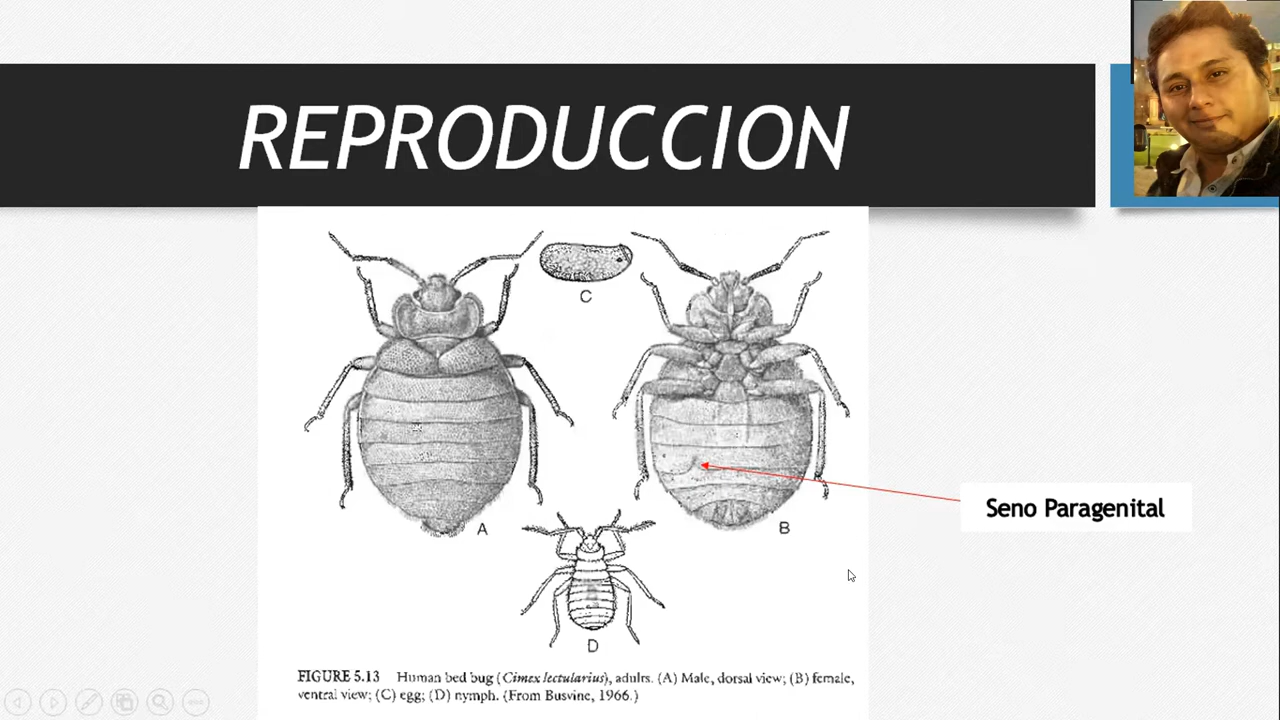 REPRODUCCION
C
A
B
Seno Paragenital
D
FIGURE 5.13 Human bed bug (Cimex lectularius), adults. (A) Male, dorsal view; (B) female,
ventral view; (C) egg; (D) nymph. (From Busvine, 1966.)